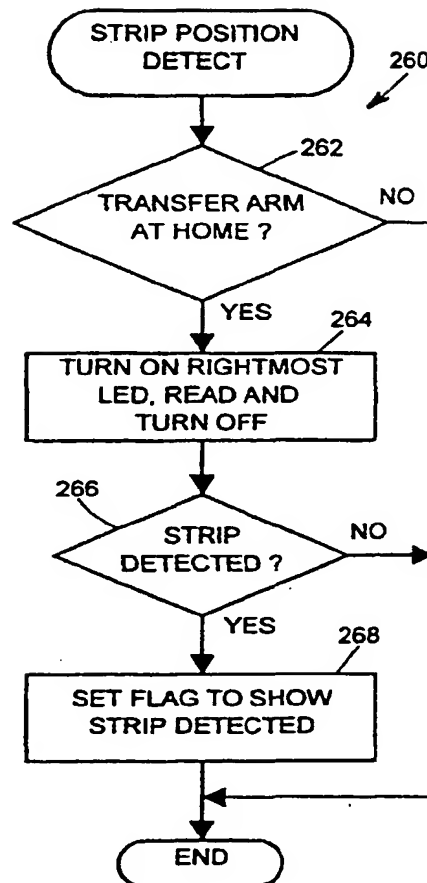 STRIP POSITION
DETECT
260
262
TRANSFER ARM
AT HOME ?
NO
YES
264
TURN ON RIGHTMOST
LED, READ AND
TURN OFF
266
STRIP
DETECTED ?
NO
YES
268
SET FLAG TO SHOW
STRIP DETECTED
END